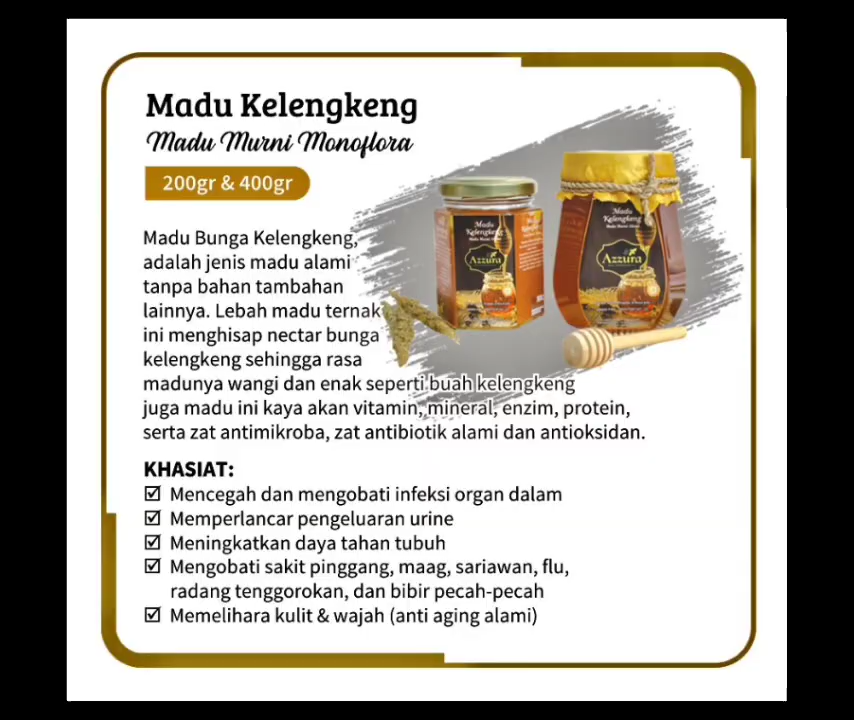 Madu Kelengkeng
Madu Murni Monoflora
200gr & 400gr
Madu Bunga Kelengkeng,
adalah jenis madu alami
tanpa bahan tambahan
lainnya. Lebah madu ternak
ini menghisap nectar bunga
kelengkeng sehingga rasa
madunya wangi dan enak seperti buah kelengkeng
juga madu ini kaya akan vitamin, mineral, enzim, protein,
serta zat antimikroba, zat antibiotik alami dan antioksidan.
KHASIAT:
Mencegah dan mengobati infeksi organ dalam
Memperlancar pengeluaran urine
Meningkatkan daya tahan tubuh
Mengobati sakit pinggang, maag, sariawan, flu,
radang tenggorokan, dan bibir pecah-pecah
Memelihara kulit & wajah (anti aging alami)
Madu
Kelengkeng
Azzura
Madu
Kelengkeng
Azzura